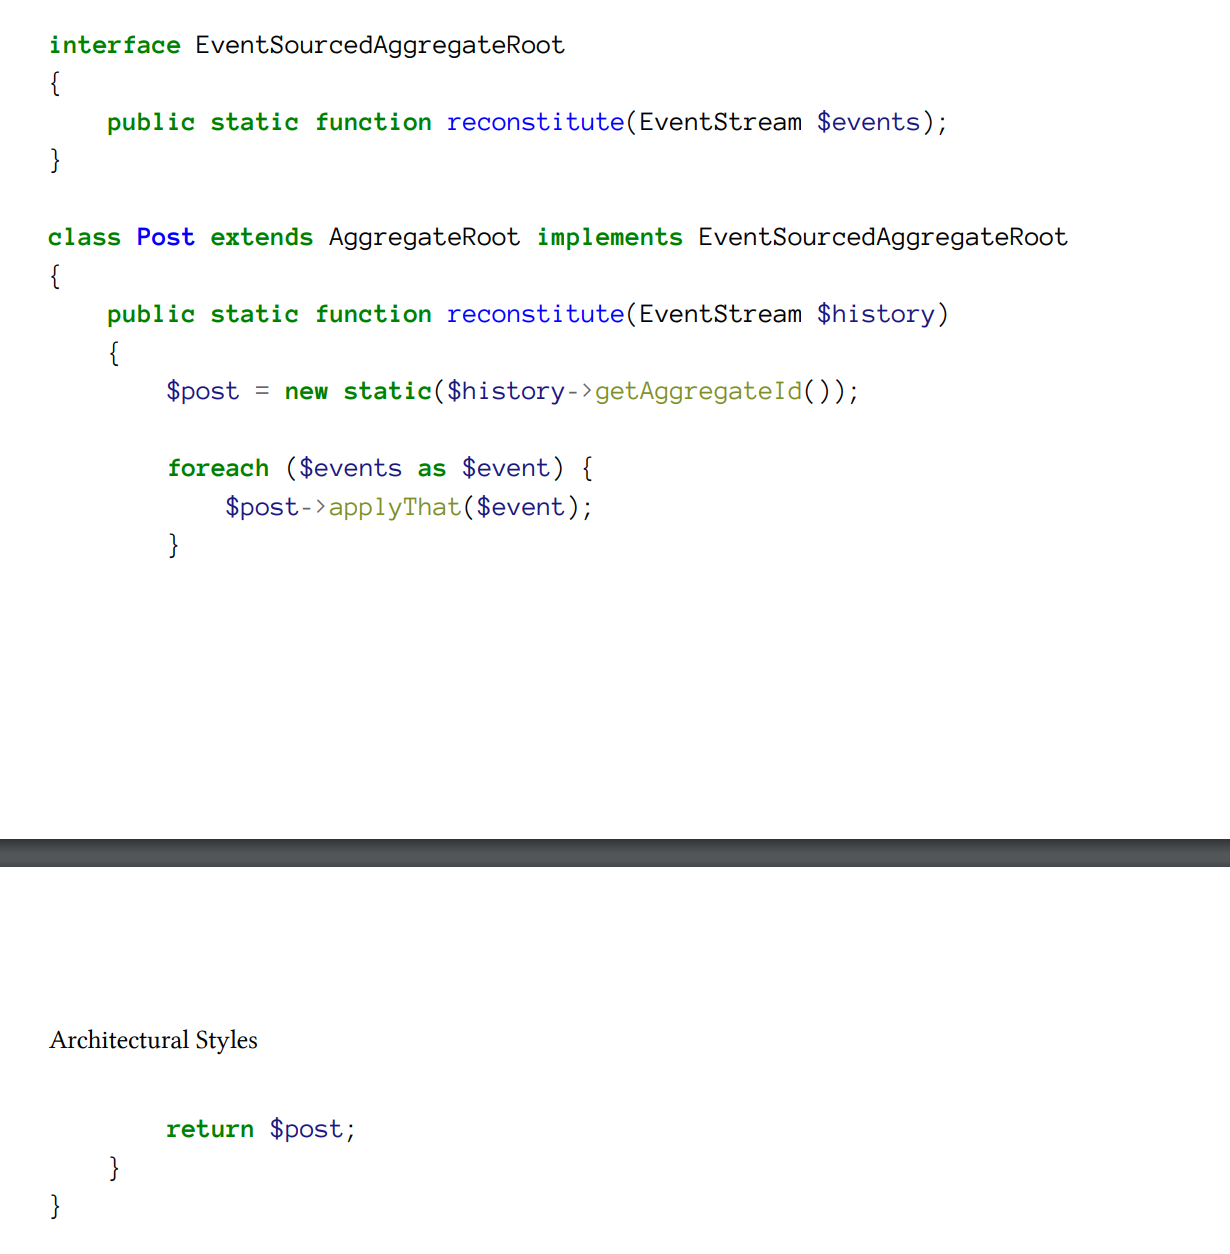 interface EventSourcedAggregateRoot
{
    public static function reconstitute(EventStream $events);
}

class Post extends AggregateRoot implements EventSourcedAggregateRoot
{
    public static function reconstitute(EventStream $history)
    {
        $post = new static($history->getAggregateId());

        foreach ($events as $event) {
            $post->applyThat($event);
        }

Architectural Styles

        return $post;
    }
}